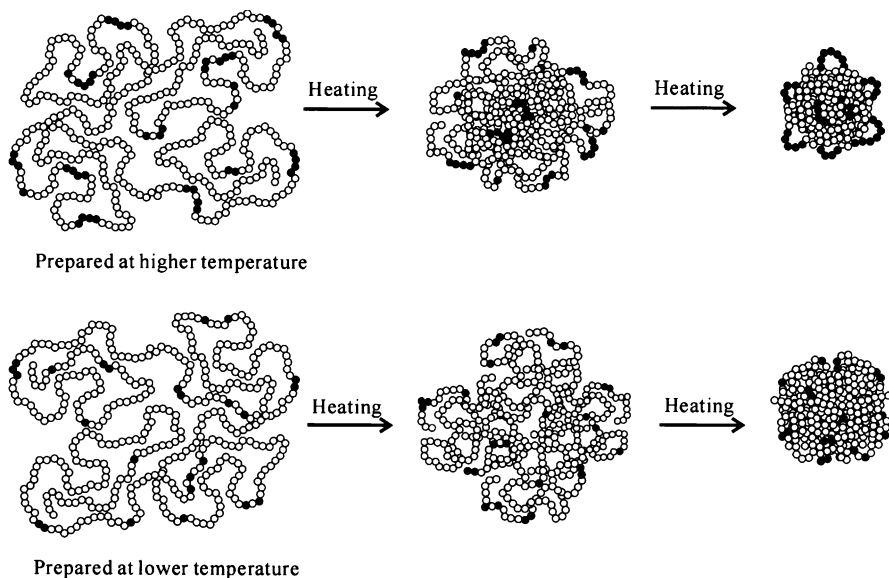 Heating
Heating
Prepared at higher temperature
Heating
Heating
Prepared at lower temperature